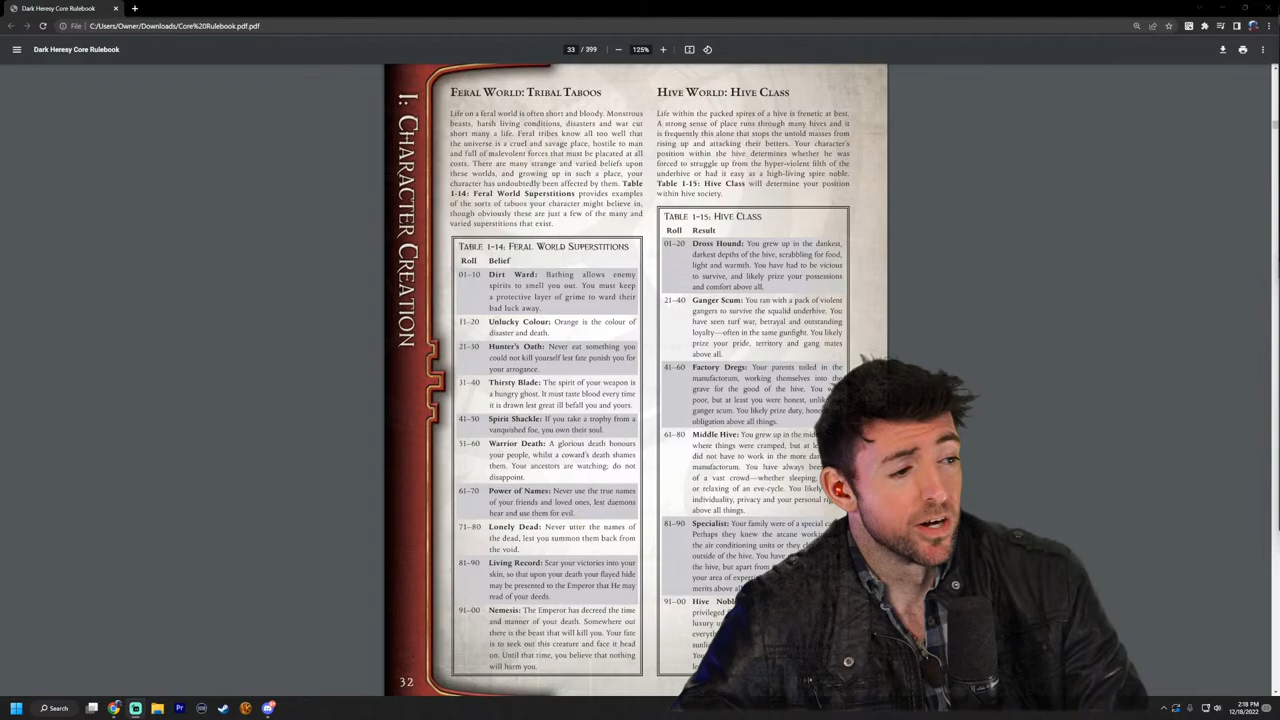 Dark Heresy Core Rulebook
File
C:/Users/Owner/Downloads/Core%20Rulebook.pdf.pdf
Dark Heresy Core Rulebook
33 / 399
125%
I: Character Creation
Feral World: Tribal Taboos
Life on a feral world is often short and bloody. Monstrous
beasts, harsh living conditions, disasters and war cut
short many a life. Feral tribes know all too well that
the universe is a cruel and savage place, hostile to man
and full of malevolent forces that must be placated at all
costs. There are many strange and varied beliefs upon
these worlds, and growing up in such a place, your
character has undoubtedly been affected by them. Table
1-14: Feral World Superstitions provides examples
of the sorts of taboos your character might believe in,
though obviously these are just a few of the many and
varied superstitions that exist.
Table 1-14: Feral World Superstitions
Roll Belief
01–10 Dirt Ward: Bathing allows enemy
spirits to smell you out. You must keep
a protective layer of grime to ward their
bad luck away.
11–20 Unlucky Colour: Orange is the colour of
disaster and death.
21–30 Hunter's Oath: Never eat something you
could not kill yourself lest fate punish you for
your arrogance.
31–40 Thirsty Blade: The spirit of your weapon is
a hungry ghost. It must taste blood every time
it is drawn lest great ill befall you and yours.
41–50 Spirit Shackle: If you take a trophy from a
vanquished foe, you own their soul.
51–60 Warrior Death: A glorious death honours
your people, whilst a coward's death shames
them. Your ancestors are watching; do not
disappoint.
61–70 Power of Names: Never use the true names
of your friends and loved ones, lest daemons
hear and use them for evil.
71–80 Lonely Dead: Never utter the names of
the dead, lest you summon them back from
the void.
81–90 Living Record: Scar your victories into your
skin, so that upon your death your flayed hide
may be presented to the Emperor that He may
read of your deeds.
91–00 Nemesis: The Emperor has decreed the time
and manner of your death. Somewhere out
there is the beast that will kill you. Your fate
is to seek out this creature and face it head
on. Until that time, you believe that nothing
will harm you.
32
Hive World: Hive Class
Life within the packed spires of a hive is frenetic at best.
A strong sense of place runs through many hives and it
is frequently this alone that stops the untold masses from
rising up and attacking their betters. Your character's
position within the hive determines whether he was
forced to struggle up from the hyper-violent filth of the
underhive or had it easy as a high-living spire noble.
Table 1-15: Hive Class will determine your position
within hive society.
Table 1-15: Hive Class
Roll Result
01–20 Dross Hound: You grew up in the dankest,
darkest depths of the hive, scrabbling for food,
light and warmth. You have had to be vicious
to survive, and likely prize your possessions
and comfort above all.
21–40 Ganger Scum: You ran with a pack of violent
gangers to survive the squalid underhive. You
have seen turf war, betrayal and outstanding
loyalty—often in the same gunfight. You likely
prize your pride, territory and gang mates
above all.
41–60 Factory Dregs: Your parents toiled in the
manufactorum, working themselves into the
grave for the good of the hive. You
poor, but at least you were honest,
ganger scum. You likely prize duty,
obligation above all things.
61–80 Middle Hive: You grew up in the
where things were cramped, but at
did not have to work in the more
manufactorum. You have always
of a vast crowd—whether sleeping,
or relaxing of an eve-cycle. You likely
individuality, privacy and your personal
above all things.
81–90 Specialist: Your family were of a special
Perhaps they knew the arcane
the air conditioning units or they
outside of the hive. You have
the hive, but apart from
your area of
merits above
91–00 Hive
privileged
luxury
Search
2:18 PM
12/18/2022